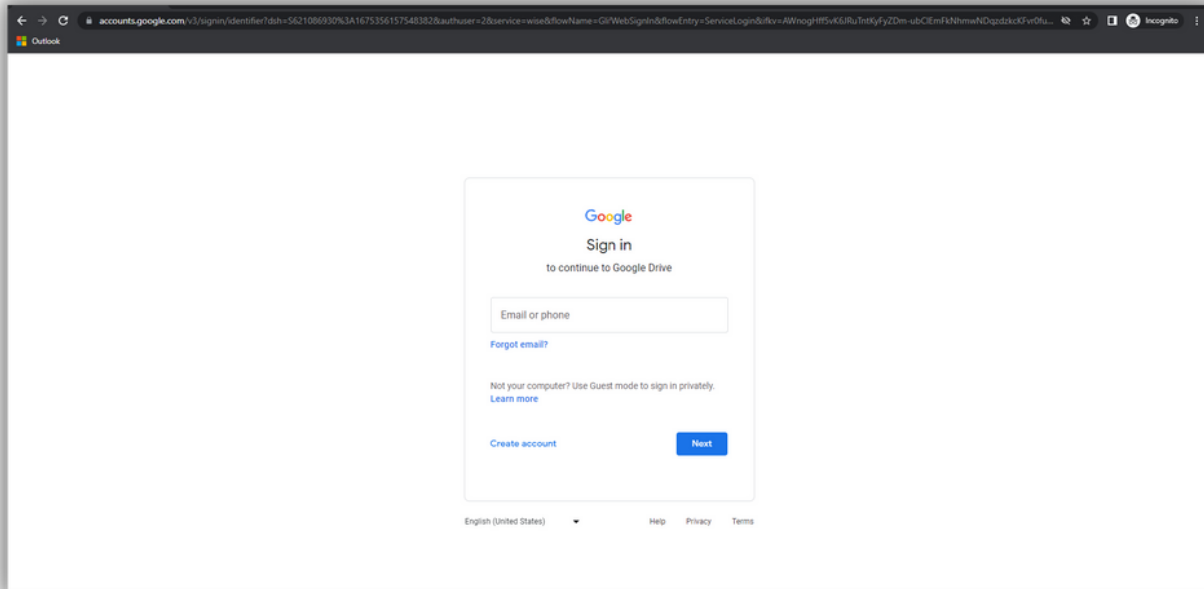 accounts.google.com/v3/signin/identifier?dsh=S621086930%3A1675356157548382&authuser=2&service=wise&flowName=GlifWebSignIn&flowEntry=ServiceLogin&ifkv=
Incognito
Outlook
Google
Sign in
to continue to Google Drive
Email or phone
Forgot email?
Not your computer? Use Guest mode to sign in privately.
Learn more
Create account
Next
English (United States)
Help Privacy Terms